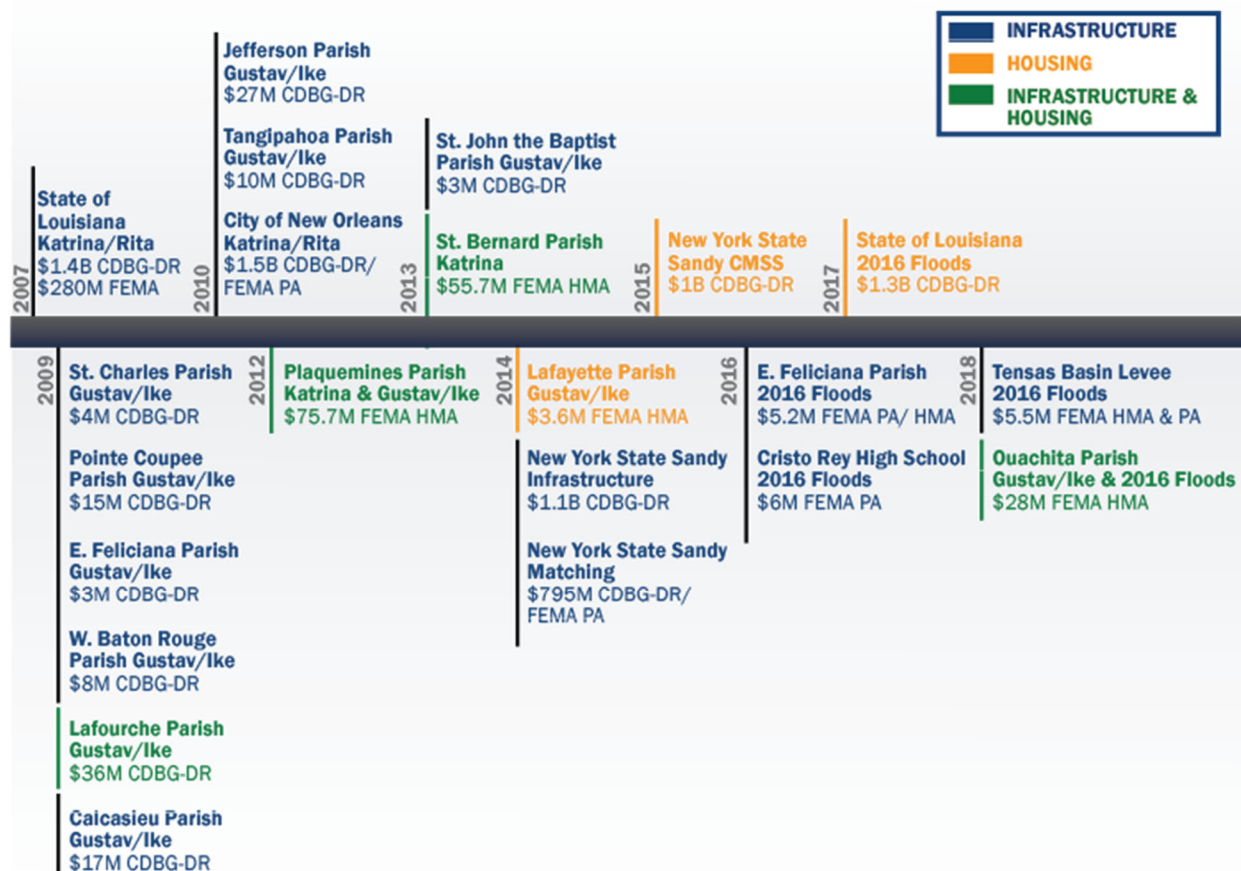 INFRASTRUCTURE
HOUSING
INFRASTRUCTURE &
HOUSING
2007
State of
Louisiana
Katrina/Rita
$1.4B CDBG-DR
$280M FEMA
2010
Jefferson Parish
Gustav/Ike
$27M CDBG-DR
Tangipahoa Parish
Gustav/Ike
$10M CDBG-DR
City of New Orleans
Katrina/Rita
$1.5B CDBG-DR/
FEMA PA
2013
St. John the Baptist
Parish Gustav/Ike
$3M CDBG-DR
St. Bernard Parish
Katrina
$55.7M FEMA HMA
2015
New York State
Sandy CMSS
$1B CDBG-DR
2017
State of Louisiana
2016 Floods
$1.3B CDBG-DR
2009
St. Charles Parish
Gustav/Ike
$4M CDBG-DR
Pointe Coupee
Parish Gustav/Ike
$15M CDBG-DR
E. Feliciana Parish
Gustav/Ike
$3M CDBG-DR
W. Baton Rouge
Parish Gustav/Ike
$8M CDBG-DR
Lafourche Parish
Gustav/Ike
$36M CDBG-DR
Caicasieu Parish
Gustav/Ike
$17M CDBG-DR
2012
Plaquemines Parish
Katrina & Gustav/Ike
$75.7M FEMA HMA
2014
Lafayette Parish
Gustav/Ike
$3.6M FEMA HMA
New York State Sandy
Infrastructure
$1.1B CDBG-DR
New York State Sandy
Matching
$795M CDBG-DR/
FEMA PA
2016
E. Feliciana Parish
2016 Floods
$5.2M FEMA PA/ HMA
Cristo Rey High School
2016 Floods
$6M FEMA PA
2018
Tensas Basin Levee
2016 Floods
$5.5M FEMA HMA & PA
Ouachita Parish
Gustav/Ike & 2016 Floods
$28M FEMA HMA